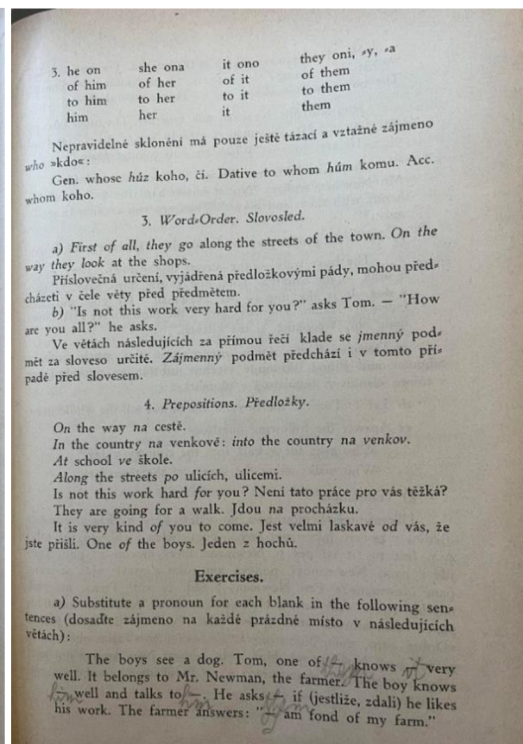 3. he on she ona it ono they oni, -y, -a
of him of her of it of them
to him to her to it to them
him her it them
Nepravidelné sklonění má pouze ještě tázací a vztažné zájmeno
who »kdo«:
Gen. whose húz koho, čí. Dative to whom húm komu. Acc.
whom koho.
3. Word-Order. Slovosled.
a) First of all, they go along the streets of the town. On the
way they look at the shops.
Příslovečná určení, vyjádřená předložkovými pády, mohou před-
cházeti v čele věty před předmětem.
b) "Is not this work very hard for you?" asks Tom. — "How
are you all?" he asks.
Ve větách následujících za přímou řečí klade se jmenný pod-
mět za sloveso určité. Zájmenný podmět předchází i v tomto pří-
padě před slovesem.
4. Prepositions. Předložky.
On the way na cestě.
In the country na venkově: into the country na venkov.
At school ve škole.
Along the streets po ulicích, ulicemi.
Is not this work hard for you? Není tato práce pro vás těžká?
They are going for a walk. Jdou na procházku.
It is very kind of you to come. Jest velmi laskavé od vás, že
jste přišli. One of the boys. Jeden z hochů.
Exercises.
a) Substitute a pronoun for each blank in the following sen-
tences (dosaďte zájmeno na každé prázdné místo v následujících
větách):
The boys see a dog. Tom, one of — them knows it very
well. It belongs to Mr. Newman, the farmer. The boy knows
him well and talks to — him. He asks — him if (jestliže, zdali) he likes
his work. The farmer answers: "— am fond of my farm."